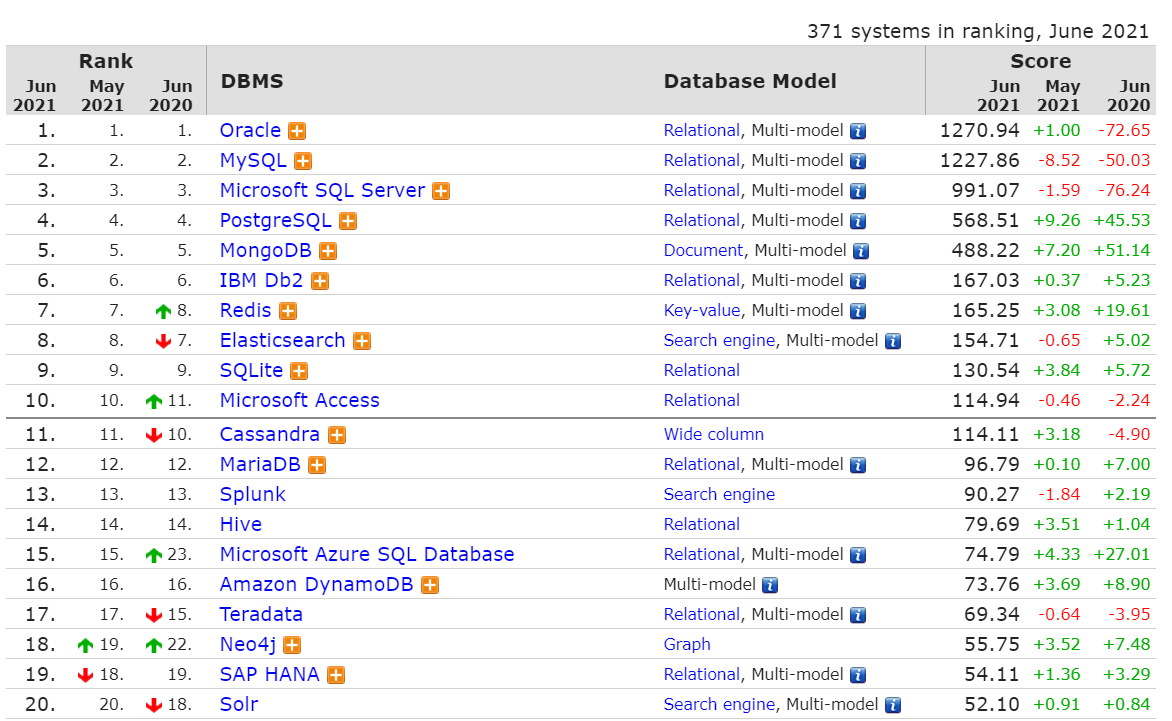 371 systems in ranking, June 2021
Rank DBMS Database Model Score
Jun 2021 May 2021 Jun 2020 Jun 2021 May 2021 Jun 2020
1. 1. 1. Oracle Relational, Multi-model 1270.94 +1.00 -72.65
2. 2. 2. MySQL Relational, Multi-model 1227.86 -8.52 -50.03
3. 3. 3. Microsoft SQL Server Relational, Multi-model 991.07 -1.59 -76.24
4. 4. 4. PostgreSQL Relational, Multi-model 568.51 +9.26 +45.53
5. 5. 5. MongoDB Document, Multi-model 488.22 +7.20 +51.14
6. 6. 6. IBM Db2 Relational, Multi-model 167.03 +0.37 +5.23
7. 7. 8. Redis Key-value, Multi-model 165.25 +3.08 +19.61
8. 8. 7. Elasticsearch Search engine, Multi-model 154.71 -0.65 +5.02
9. 9. 9. SQLite Relational 130.54 +3.84 +5.72
10. 10. 11. Microsoft Access Relational 114.94 -0.46 -2.24
11. 11. 10. Cassandra Wide column 114.11 +3.18 -4.90
12. 12. 12. MariaDB Relational, Multi-model 96.79 +0.10 +7.00
13. 13. 13. Splunk Search engine 90.27 -1.84 +2.19
14. 14. 14. Hive Relational 79.69 +3.51 +1.04
15. 15. 23. Microsoft Azure SQL Database Relational, Multi-model 74.79 +4.33 +27.01
16. 16. 16. Amazon DynamoDB Multi-model 73.76 +3.69 +8.90
17. 17. 15. Teradata Relational, Multi-model 69.34 -0.64 -3.95
18. 19. 22. Neo4j Graph 55.75 +3.52 +7.48
19. 18. 19. SAP HANA Relational, Multi-model 54.11 +1.36 +3.29
20. 20. 18. Solr Search engine, Multi-model 52.10 +0.91 +0.84